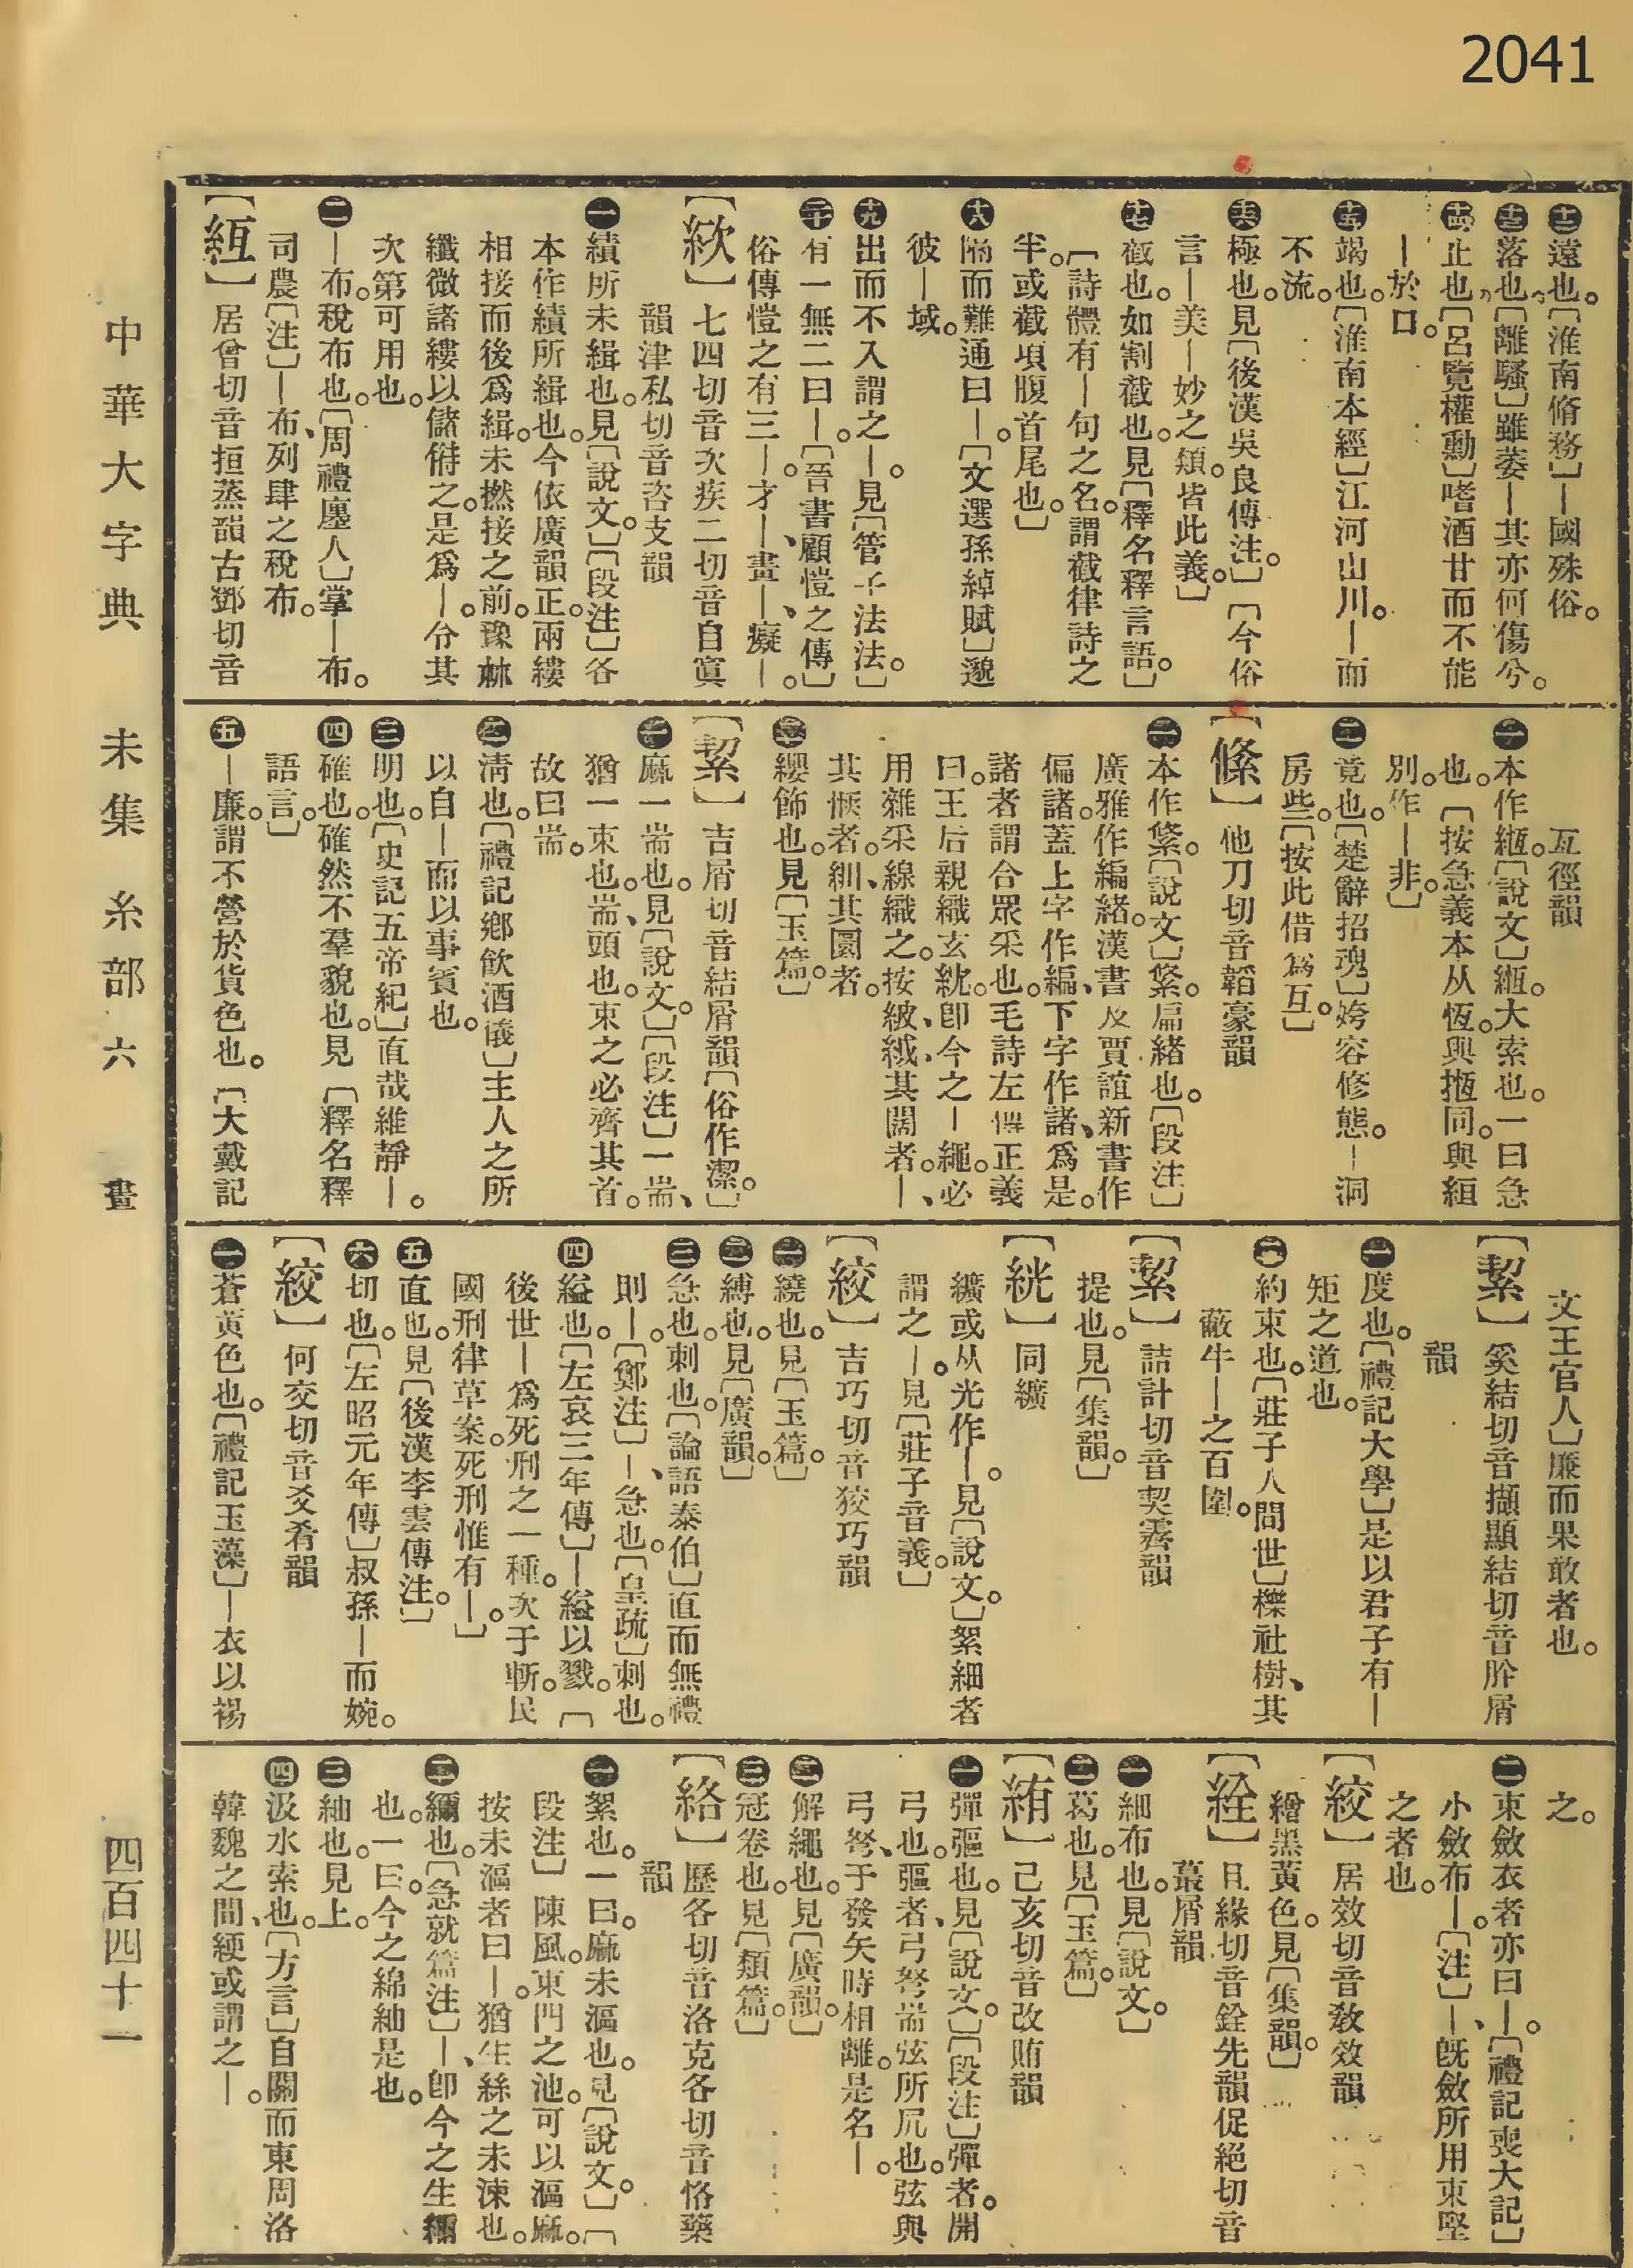 2041
㊁遠也。〔淮南脩務〕—國殊俗。
㊂落也。〔離騷〕雖萎—其亦何傷兮。
㊃止也。〔呂覽權勳〕嗜酒甘而不能
—於口。
㊄竭也。〔淮南本經〕江河山川。—而
不流。
㊅極也。見〔後漢吳良傳注。〕〔今俗
言—美—妙之類。皆此義。〕
㊆截也。如割截也。見〔釋名釋言語。〕
〔詩體有—句之名。謂截律詩之
半。或截項腹首尾也。〕
㊇隔而難通曰—。〔文選孫綽賦〕邈
彼—域。
㊈出而不入謂之—。見〔管子法法。〕
㊉有一無二曰—。〔晉書顧愷之傳〕
俗傳愷之有三—。才—、畫—、癡—。
〔絘〕七四切音次疾二切音自寘
韻津私切音咨支韻
㊀績所未緝也。見〔說文。〕〔段注〕各
本作績所緝也。今依廣韻正。兩縷
相接而後爲緝。未撚接之前。豫㯥
纖微諸縷以儲偫之。是爲—。令其
次第可用也。
㊁—布。稅布也。〔周禮廛人〕掌—布。
司農〔注〕—布、列肆之稅布。
〔絚〕居曾切音揯蒸韻古鄧切音
亙徑韻
㊀本作緪。〔說文〕緪。大索也。一曰急
也。〔按急義本从恆。與揯同。與絙
別。作—非。〕
㊁竟也。〔楚辭招魂〕姱容修態。—洞
房些。〔按此借爲互。〕
〔絛〕他刀切音韜豪韻
㊀本作䋺。〔說文〕䋺。扁緒也。〔段注〕
廣雅作編緒。漢書及賈誼新書作
偏諸。蓋上字作編、下字作諸、爲是。
諸者謂合眾采也。毛詩左傳正義
曰。王后親織玄紞。卽今之—繩。必
用雜采線織之。按紴、絨、其闊者。—、
其㥓者。紃、其圜者。
㊁纓飾也。見〔玉篇。〕
〔絜〕吉屑切音結屑韻〔俗作潔。〕
㊀麻一耑也。見〔說文。〕〔段注〕一耑、
猶一束也。耑、頭也。束之必齊其首。
故曰耑。
㊁淸也。〔禮記鄉飮酒儀〕主人之所
以自—而以事賓也。
㊂明也。〔史記五帝紀〕直哉維靜—。
㊃確也。確然不羣貌也。見〔釋名釋
語言。〕
㊄—廉。謂不營於貨色也。〔大戴記
文王官人〕廉而果敢者也。
〔絜〕奚結切音擷顯結切音肸屑
韻
㊀度也。〔禮記大學〕是以君子有—
矩之道也。
㊁約束也。〔莊子人間世〕櫟社樹、其
蔽牛—之百圍。
〔絜〕詰計切音契霽韻
提也。見〔集韻。〕
〔絖〕同纊
纊或从光作—。見〔說文。〕絮細者
謂之—。見〔莊子音義。〕
〔絞〕吉巧切音狡巧韻
㊀繞也。見〔玉篇。〕
㊁縛也。見〔廣韻。〕
㊂急也。刺也。〔論語泰伯〕直而無禮
則—。〔鄭注〕—、急也。〔皇疏〕刺也。
㊃縊也。〔左哀三年傳〕—縊以戮。〔
後世—爲死刑之一種。次于斬。民
國刑律草案。死刑惟有—。〕
㊄直也。見〔後漢李雲傳注。〕
㊅切也。〔左昭元年傳〕叔孫—而婉。
〔絞〕何交切音爻肴韻
㊀蒼黃色也。〔禮記玉藻〕—衣以裼
之。
㊁束斂衣者亦曰—。〔禮記喪大記〕
小斂布—。〔注〕—、旣斂所用束堅
之者也。
〔絞〕居效切音教效韻
繒黑黃色。見〔集韻。〕
〔絟〕且緣切音銓先韻促絕切音
蕞屑韻
㊀細布也。見〔說文。〕
㊁葛也。見〔玉篇。〕
〔絠〕己亥切音改賄韻
㊀彈彄也。見〔說文。〕〔段注〕彈者。開
弓也。彄者、弓弩耑弦所凥也。弦與
弓弩、于發矢時相離。是名—。
㊁解繩也。見〔廣韻。〕
㊂冠卷也。見〔類篇。〕
〔絡〕歷各切音洛克各切音恪藥
韻
㊀絮也。一曰。麻未漚也。見〔說文。〕〔
段注〕陳風。東門之池。可以漚麻。
按未漚者曰—、猶生絲之未湅也。
㊁䌤也。〔急就篇注〕—、卽今之生䌤
也。一曰。今之綿紬是也。
㊂紬也。見上。
㊃汲水索也。〔方言〕自關而東周洛
韓魏之間、綆或謂之—。
中華大字典　未集　糸部　六　畫　四百四十一